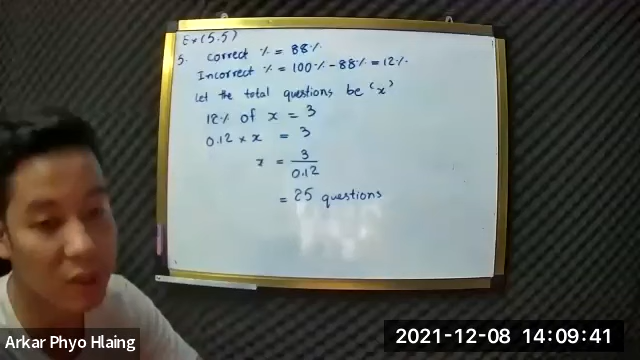 Ex (5.5)
5. Correct % = 88%
Incorrect % = 100% - 88% = 12%
Let the total questions be 'x'
12% of x = 3
0.12 × x = 3
x = 3/0.12
= 25 questions
Arkar Phyo Hlaing
2021-12-08 14:09:41